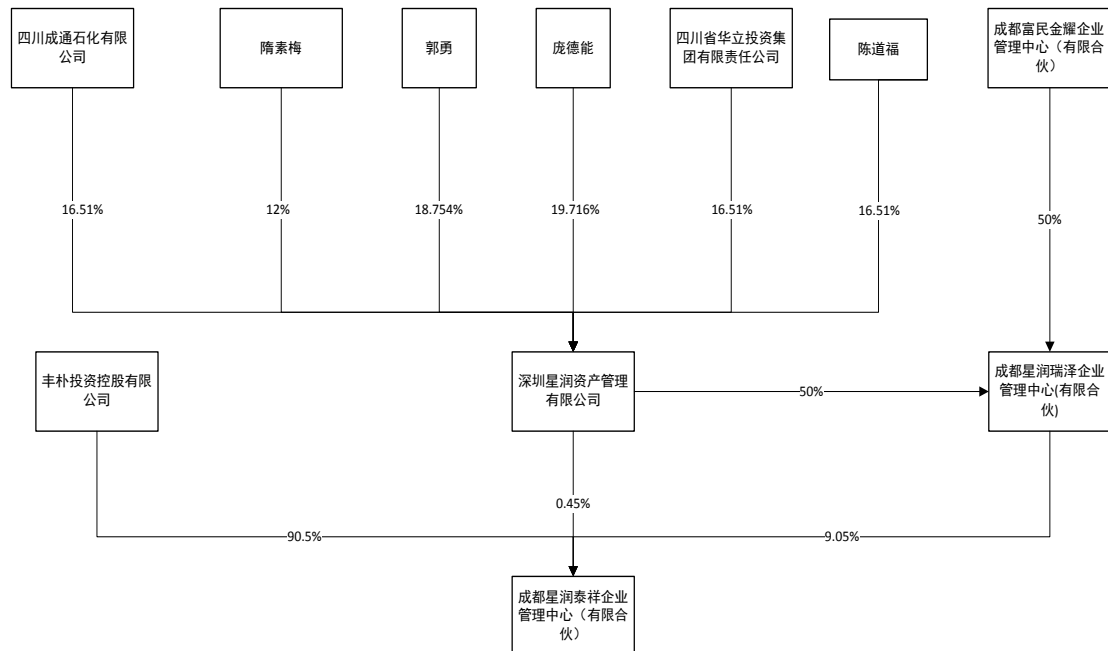 四川成通石化有限
公司
隋素梅
郭勇
庞德能
四川省华立投资集
团有限责任公司
陈道福
成都富民金耀企业
管理中心（有限合
伙）
16.51%
12%
18.754%
19.716%
16.51%
16.51%
50%
丰朴投资控股有限
公司
深圳星润资产管理
有限公司
50%
成都星润瑞泽企业
管理中心(有限合
伙)
0.45%
90.5%
9.05%
成都星润泰祥企业
管理中心（有限合
伙）